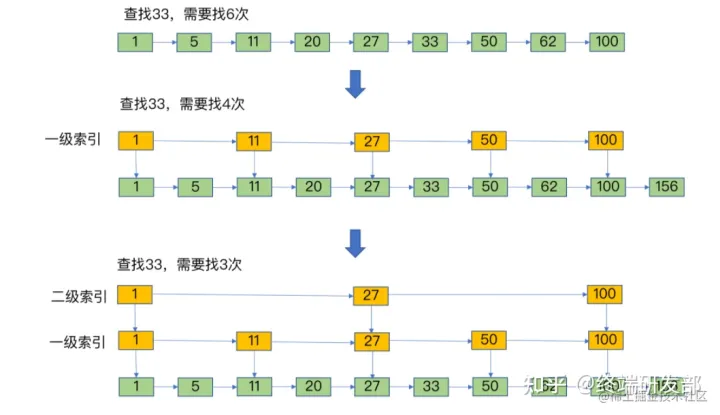 查找33，需要找6次
1 5 11 20 27 33 50 62 100
查找33，需要找4次
一级索引 1 11 27 50 100
1 5 11 20 27 33 50 62 100 156
查找33，需要找3次
二级索引 1 27 100
一级索引 1 11 27 50 100
1 5 11 20 27 33 50 62
知乎 @终端研发部
@稀土掘金技术社区